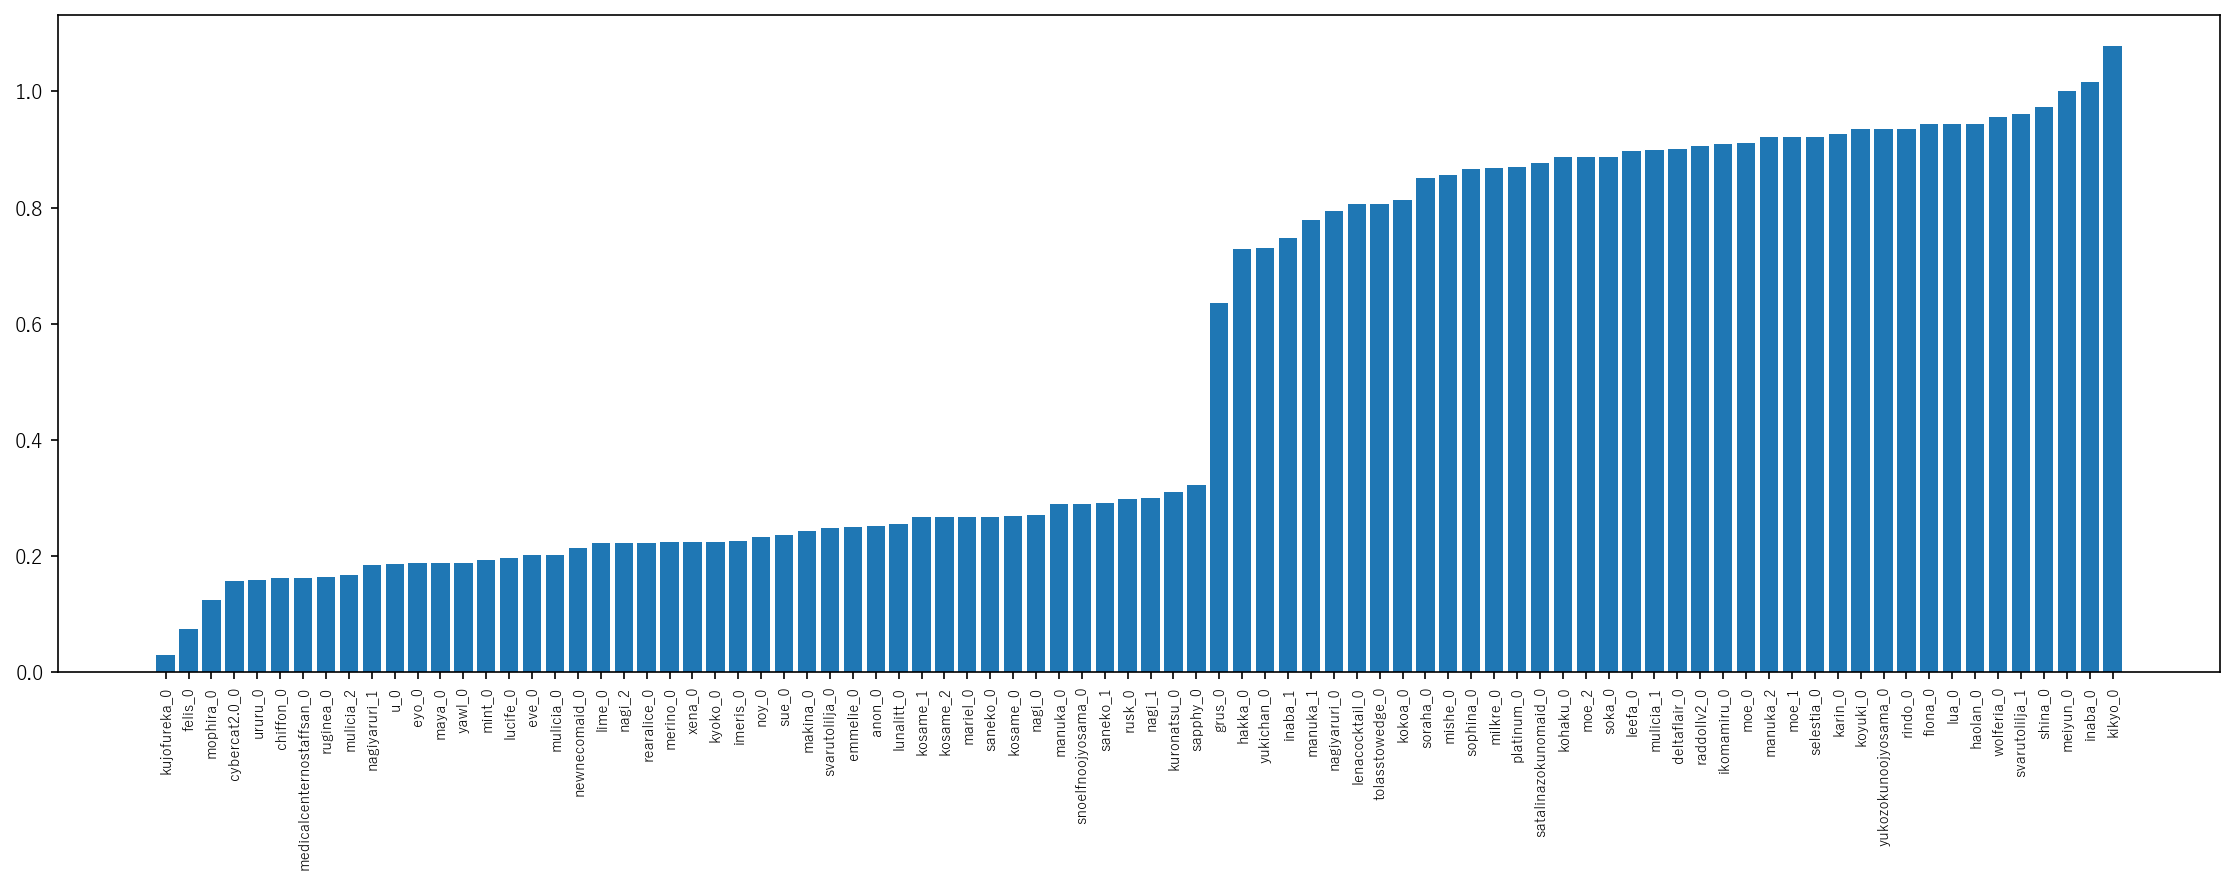 1.0
0.8
0.6
0.4
0.2
0.0
kujofureka_0
felis_0
mophira_0
cybercat2.0_0
ururu_0
chiffon_0
medicalcenternostaffsan_0
ruginea_0
mulicia_2
nagiyaruri_1
u_0
eyo_0
maya_0
yawl_0
mint_0
lucife_0
eve_0
mulicia_0
newnecomaid_0
lime_0
nagi_2
rearalice_0
merino_0
xena_0
kyoko_0
imeris_0
noy_0
sue_0
makina_0
svarutolilja_0
emmelie_0
anon_0
lunalitt_0
kosame_1
kosame_2
mariel_0
saneko_0
kosame_0
nagi_0
manuka_0
snoelfnoojyosama_0
saneko_1
rusk_0
nagi_1
kuronatsu_0
sapphy_0
grus_0
hakka_0
yukichan_0
inaba_1
manuka_1
nagiyaruri_0
lenacocktail_0
tolasstowedge_0
kokoa_0
soraha_0
mishe_0
sophina_0
milkre_0
platinum_0
satalinazokunomaid_0
kohaku_0
moe_2
soka_0
leefa_0
mulicia_1
deltaflair_0
raddollv2_0
ikomamiru_0
moe_0
manuka_2
moe_1
selestia_0
karin_0
koyuki_0
yukozokunoojyosama_0
rindo_0
fiona_0
lua_0
haolan_0
wolferia_0
svarutolilja_1
shina_0
meiyun_0
inaba_0
kikyo_0